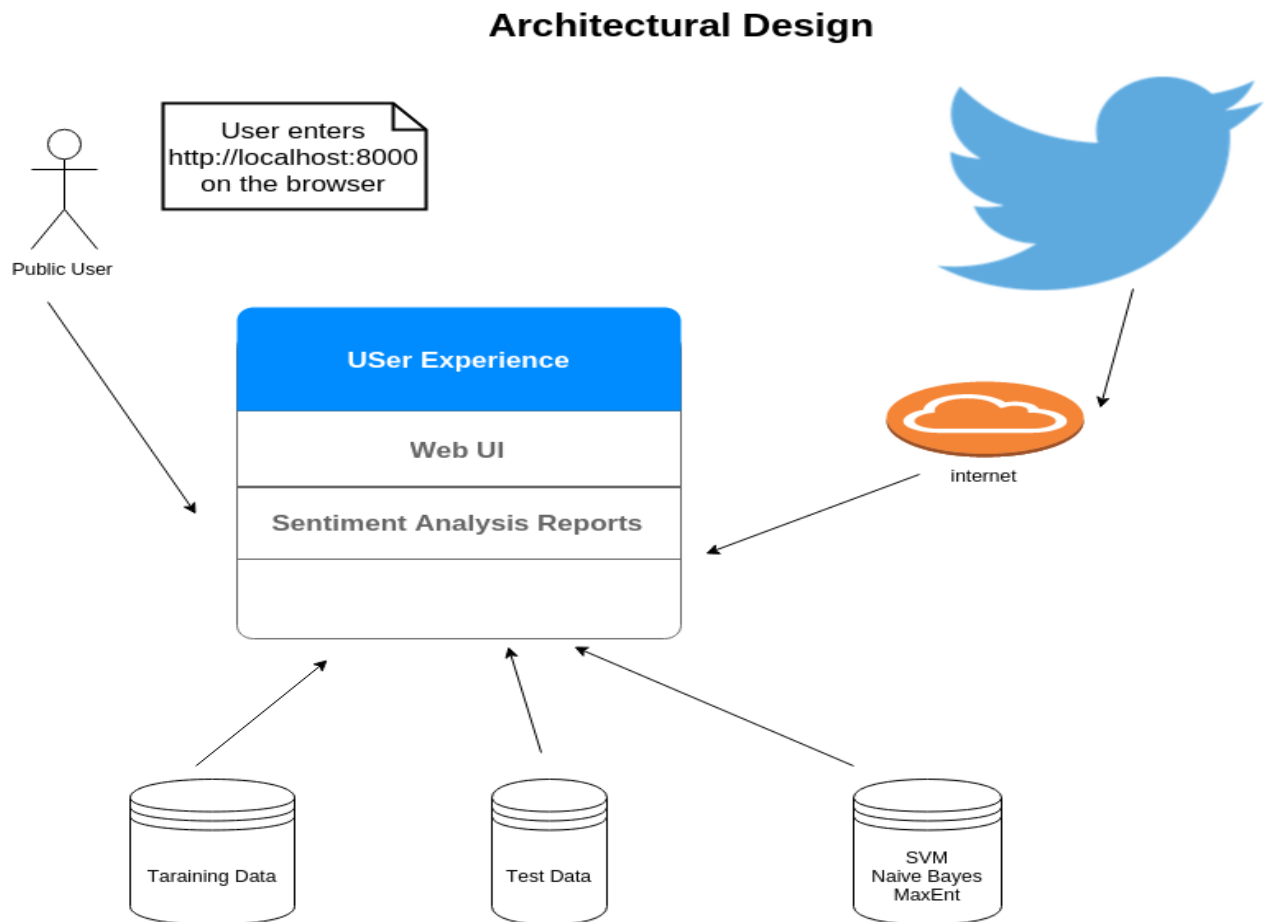 Architectural Design
User enters
http://localhost:8000
on the browser
Public User
USer Experience
Web UI
internet
Sentiment Analysis Reports
Taraining Data
Test Data
SVM
Naive Bayes
MaxEnt